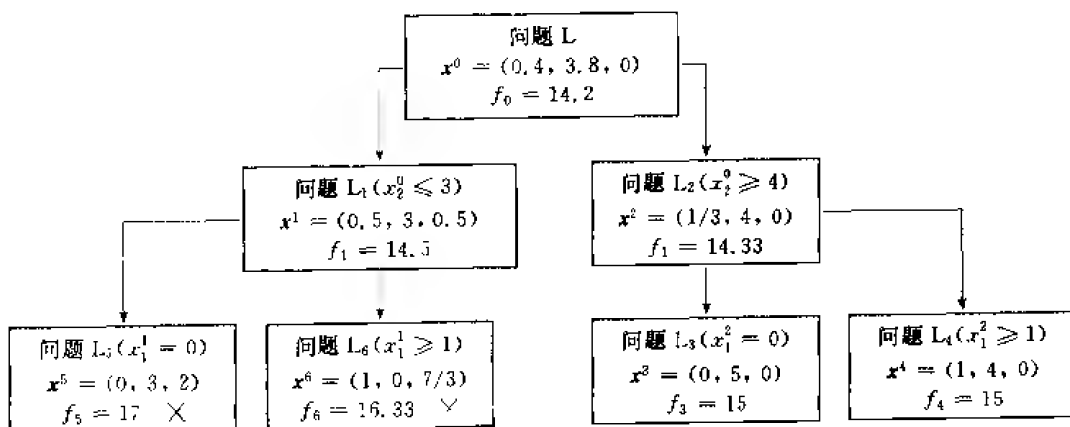 问题 L
x⁰ = (0.4, 3.8, 0)
f₀ = 14.2
问题 L₁(x₂⁰ ≤ 3)
x¹ = (0.5, 3, 0.5)
f₁ = 14.5
问题 L₂(x₂⁰ ≥ 4)
x² = (1/3, 4, 0)
f₁ = 14.33
问题 L₅(x₁¹ = 0)
x⁵ = (0, 3, 2)
f₅ = 17 ×
问题 L₆(x₁¹ ≥ 1)
x⁶ = (1, 0, 7/3)
f₆ = 16.33 ×
问题 L₃(x₁² = 0)
x³ = (0, 5, 0)
f₃ = 15
问题 L₄(x₁² ≥ 1)
x⁴ = (1, 4, 0)
f₄ = 15